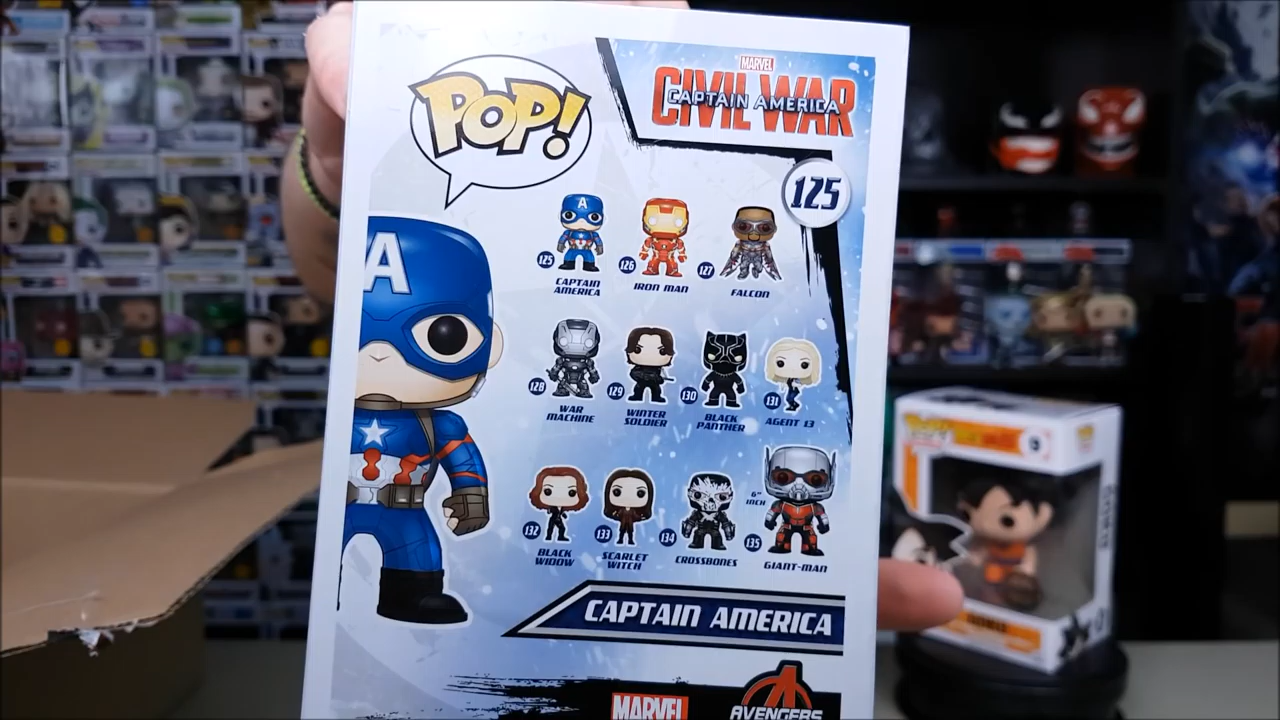 POP!
MARVEL
CAPTAIN AMERICA
CIVIL WAR
125
125
CAPTAIN
AMERICA
126
IRON MAN
127
FALCON
128
WAR
MACHINE
129
WINTER
SOLDIER
130
BLACK
PANTHER
131
AGENT 13
132
BLACK
WIDOW
133
SCARLET
WITCH
134
CROSSBONES
6"
INCH
135
GIANT-MAN
A
CAPTAIN AMERICA
MARVEL
AVENGERS